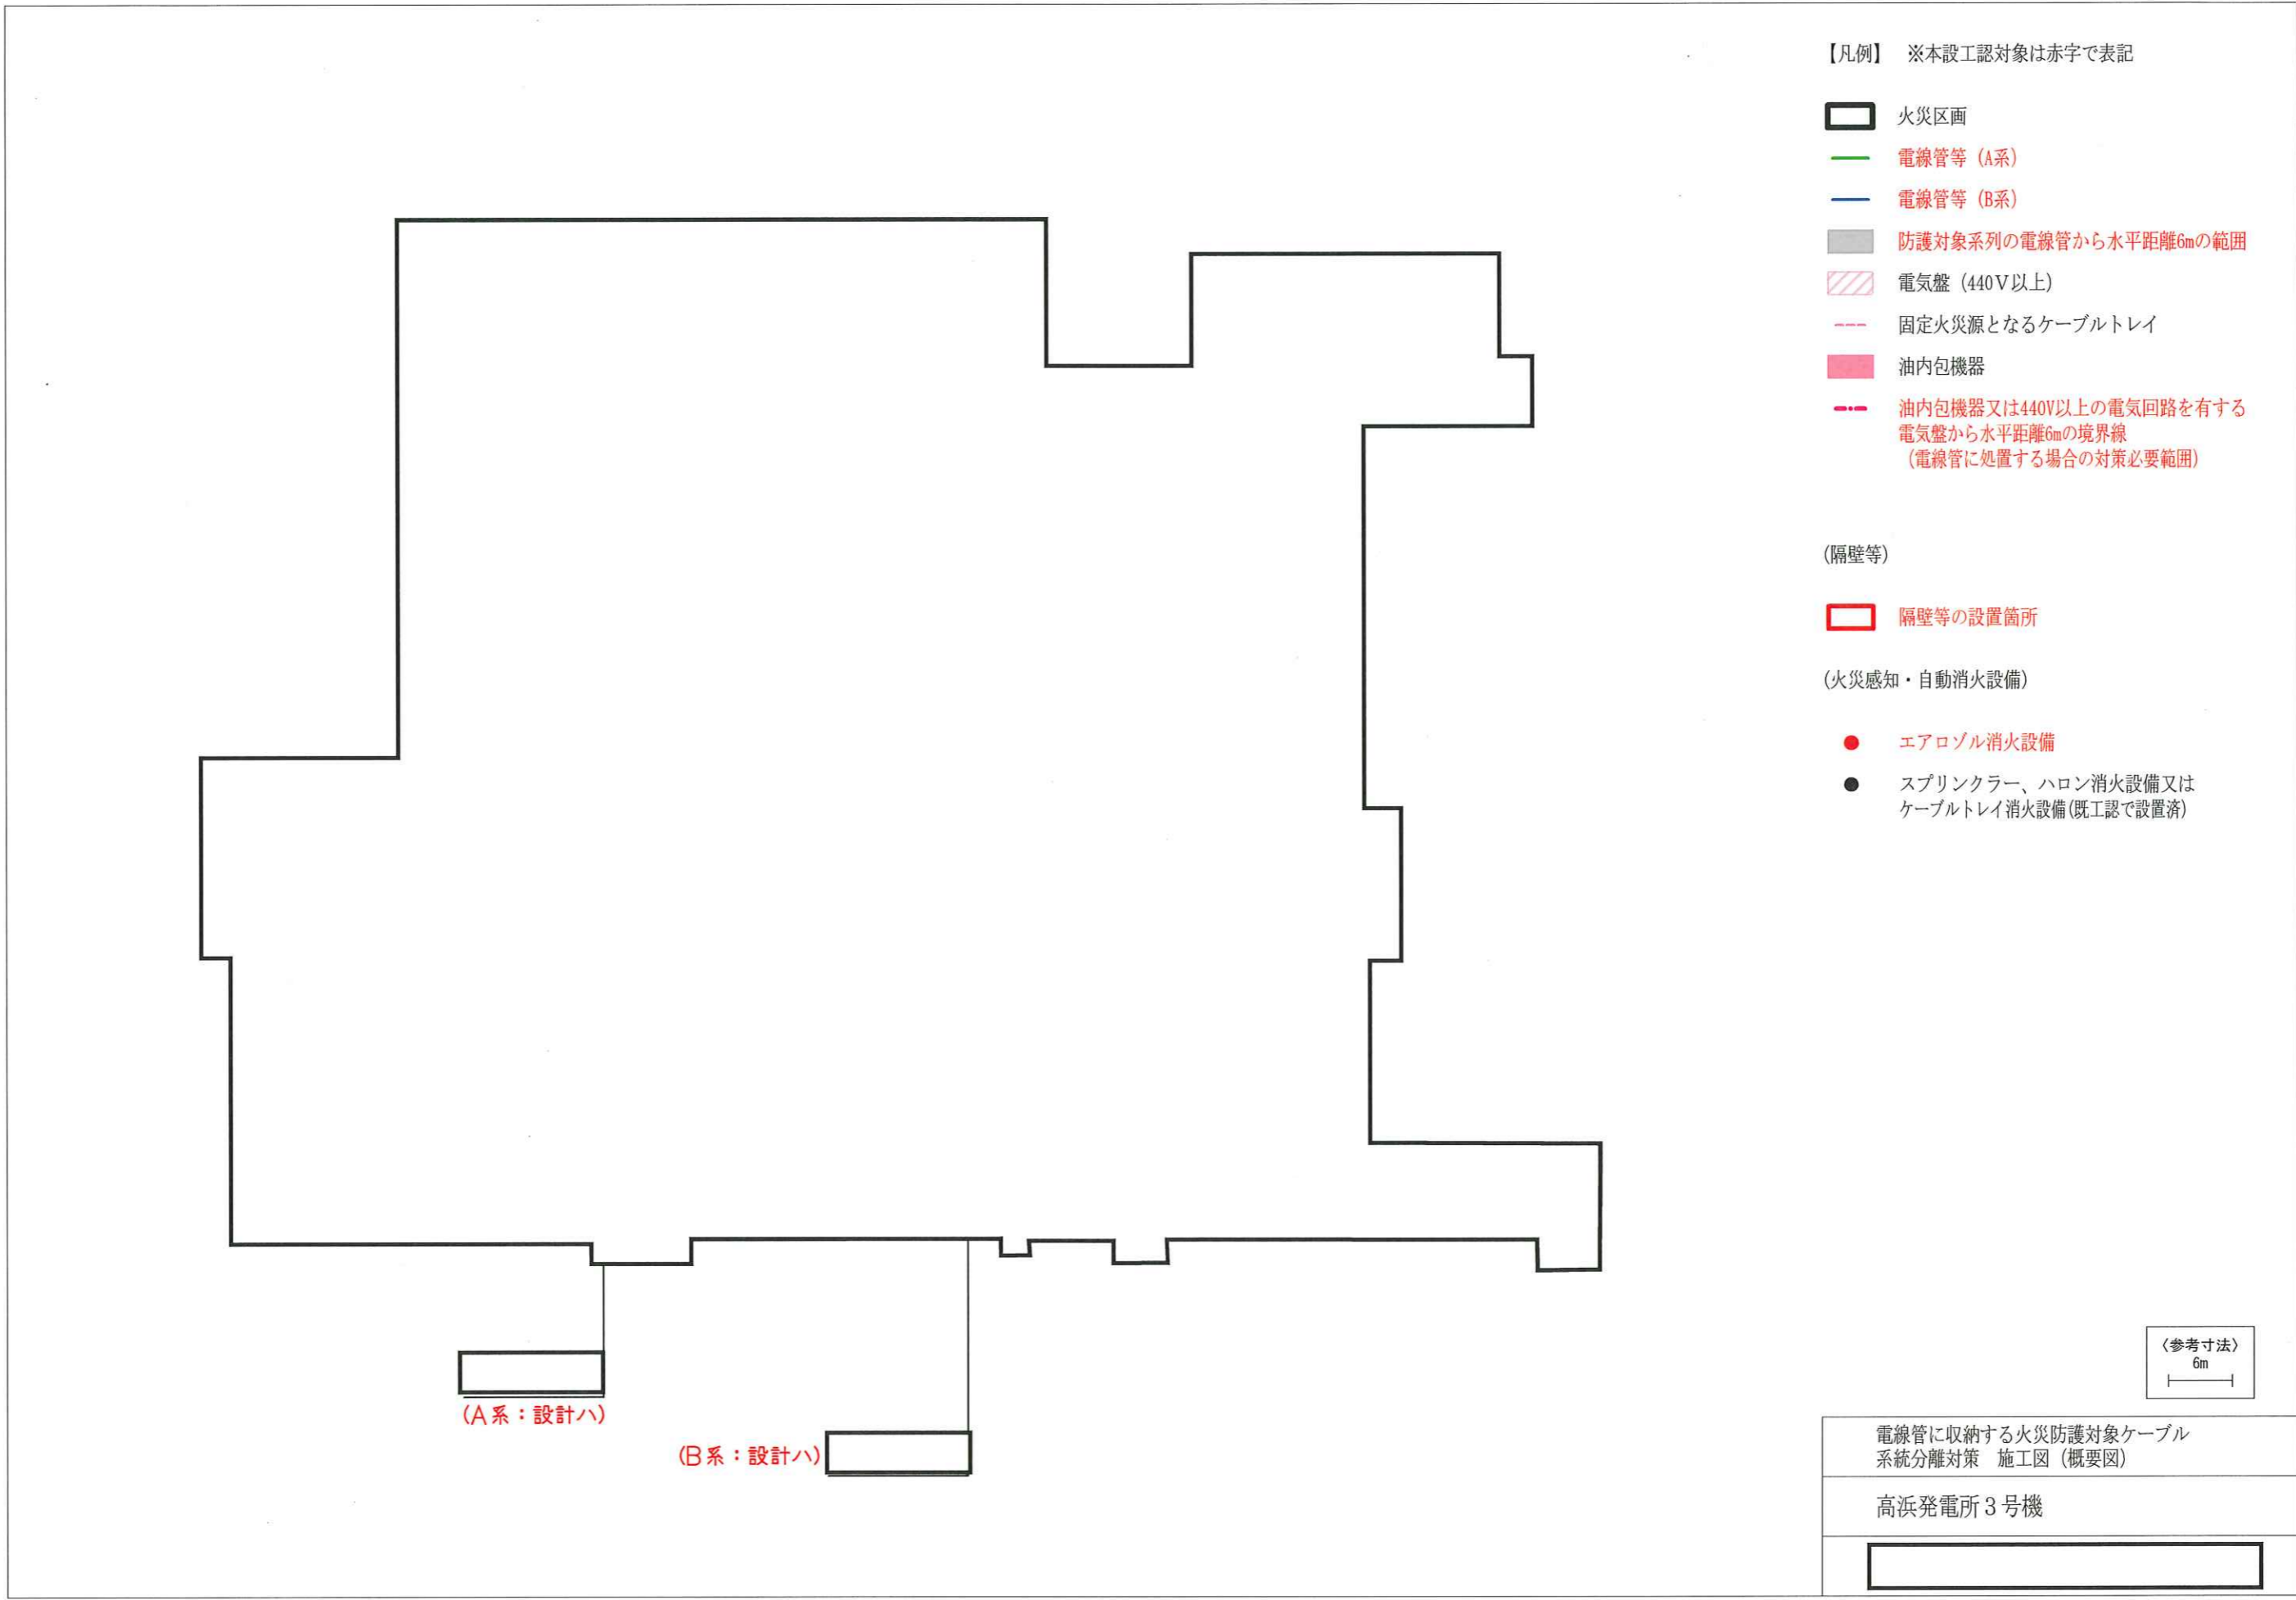 【凡例】　※本設工認対象は赤字で表記
火災区画
電線管等（A系）
電線管等（B系）
防護対象系列の電線管から水平距離6mの範囲
電気盤（440V以上）
固定火災源となるケーブルトレイ
油内包機器
油内包機器又は440V以上の電気回路を有する
電気盤から水平距離6mの境界線
（電線管に処置する場合の対策必要範囲）
(隔壁等)
隔壁等の設置箇所
(火災感知・自動消火設備)
エアロゾル消火設備
スプリンクラー、ハロン消火設備又は
ケーブルトレイ消火設備(既工認で設置済)
(A系：設計ハ)
(B系：設計ハ)
〈参考寸法〉
6m
電線管に収納する火災防護対象ケーブル
系統分離対策　施工図（概要図）
高浜発電所３号機